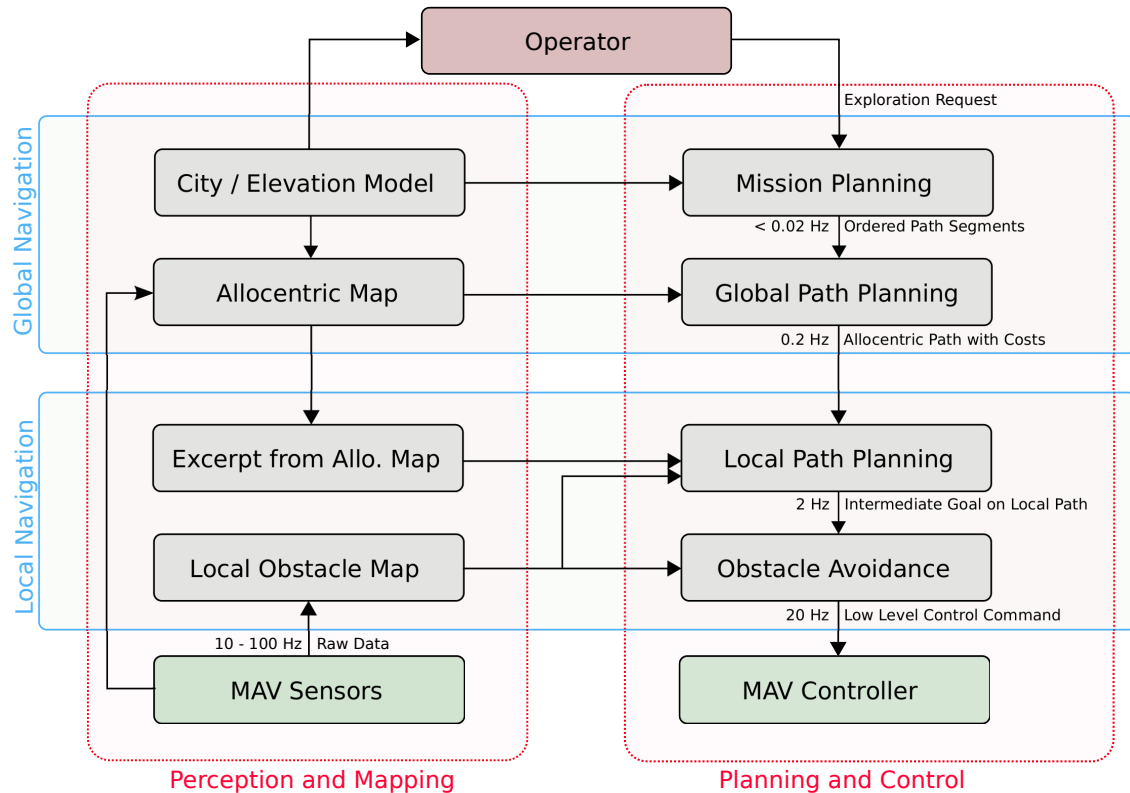 Operator
Exploration Request
Global Navigation
City / Elevation Model
Mission Planning
< 0.02 Hz Ordered Path Segments
Allocentric Map
Global Path Planning
0.2 Hz Allocentric Path with Costs
Local Navigation
Excerpt from Allo. Map
Local Path Planning
2 Hz Intermediate Goal on Local Path
Local Obstacle Map
Obstacle Avoidance
20 Hz Low Level Control Command
10 - 100 Hz Raw Data
MAV Sensors
MAV Controller
Perception and Mapping
Planning and Control